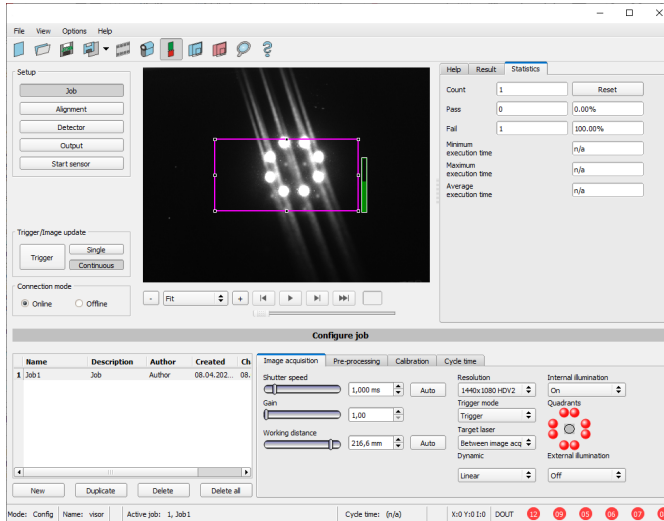 File View Options Help
Setup
Job
Alignment
Detector
Output
Start sensor
Trigger/Image update
Trigger
Single
Continuous
Connection mode
Online Offline
- Fit +
Help Result Statistics
Count 1 Reset
Pass 0 0.00%
Fail 1 100.00%
Minimum
execution time n/a
Maximum
execution time n/a
Average
execution time n/a
Configure job
Name Description Author Created Ch
1 Job1 Job Author 08.04.202... 08.
New Duplicate Delete Delete all
Image acquisition Pre-processing Calibration Cycle time
Shutter speed
1,000 ms Auto
Gain
1,00
Working distance
216,6 mm Auto
Resolution
1440x1080 HDV2
Trigger mode
Trigger
Target laser
Between image acq
Dynamic
Linear
Internal illumination
On
Quadrants
External illumination
Off
Mode: Config Name: visor Active job: 1, Job1 Cycle time: (n/a) X:0 Y:0 I:0 DOUT 12 09 05 06 07